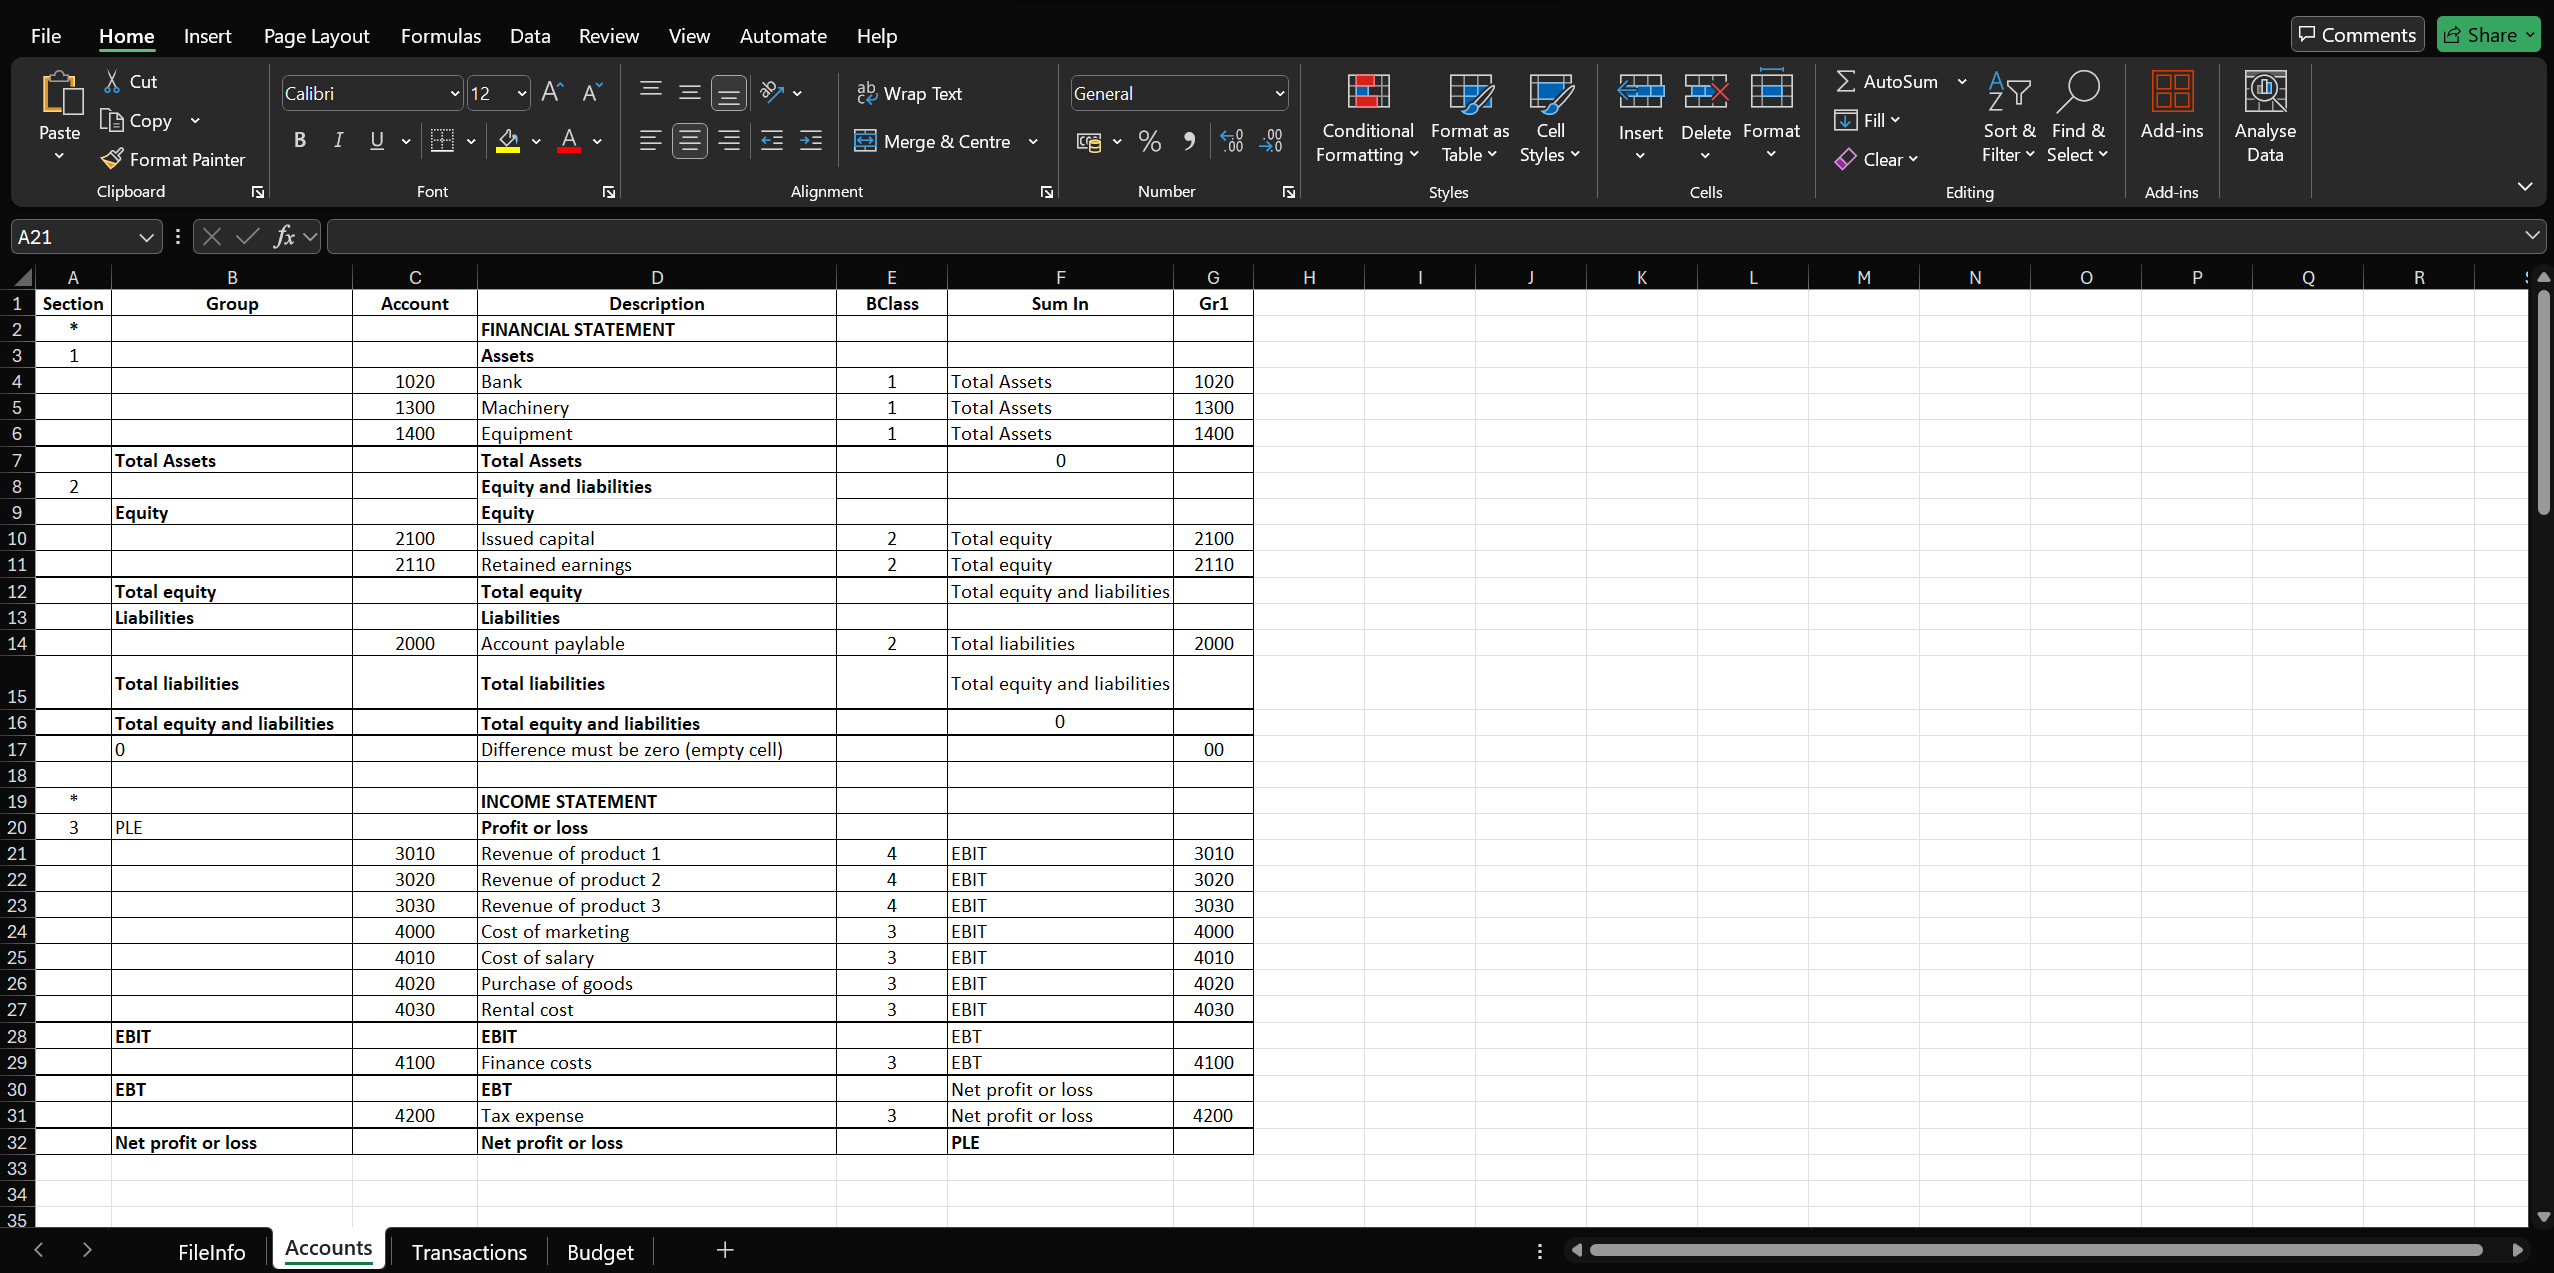 File Home Insert Page Layout Formulas Data Review View Automate Help Comments Share
Paste Cut Copy Format Painter Clipboard
Calibri 12 B I U A Font
Wrap Text Merge & Centre Alignment
General % Number
Conditional Formatting Format as Table Cell Styles Styles
Insert Delete Format Cells
AutoSum Fill Clear Sort & Filter Find & Select Editing
Add-ins Add-ins
Analyse Data
A21 fx
A B C D E F G H I J K L M N O P Q R
1 Section Group Account Description BClass Sum In Gr1
2 * FINANCIAL STATEMENT
3 1 Assets
4 1020 Bank 1 Total Assets 1020
5 1300 Machinery 1 Total Assets 1300
6 1400 Equipment 1 Total Assets 1400
7 Total Assets Total Assets 0
8 2 Equity and liabilities
9 Equity Equity
10 2100 Issued capital 2 Total equity 2100
11 2110 Retained earnings 2 Total equity 2110
12 Total equity Total equity Total equity and liabilities
13 Liabilities Liabilities
14 2000 Account paylable 2 Total liabilities 2000
15 Total liabilities Total liabilities Total equity and liabilities
16 Total equity and liabilities Total equity and liabilities 0
17 0 Difference must be zero (empty cell) 00
18
19 * INCOME STATEMENT
20 3 PLE Profit or loss
21 3010 Revenue of product 1 4 EBIT 3010
22 3020 Revenue of product 2 4 EBIT 3020
23 3030 Revenue of product 3 4 EBIT 3030
24 4000 Cost of marketing 3 EBIT 4000
25 4010 Cost of salary 3 EBIT 4010
26 4020 Purchase of goods 3 EBIT 4020
27 4030 Rental cost 3 EBIT 4030
28 EBIT EBIT EBT
29 4100 Finance costs 3 EBT 4100
30 EBT EBT Net profit or loss
31 4200 Tax expense 3 Net profit or loss 4200
32 Net profit or loss Net profit or loss PLE
33
34
35
FileInfo Accounts Transactions Budget +